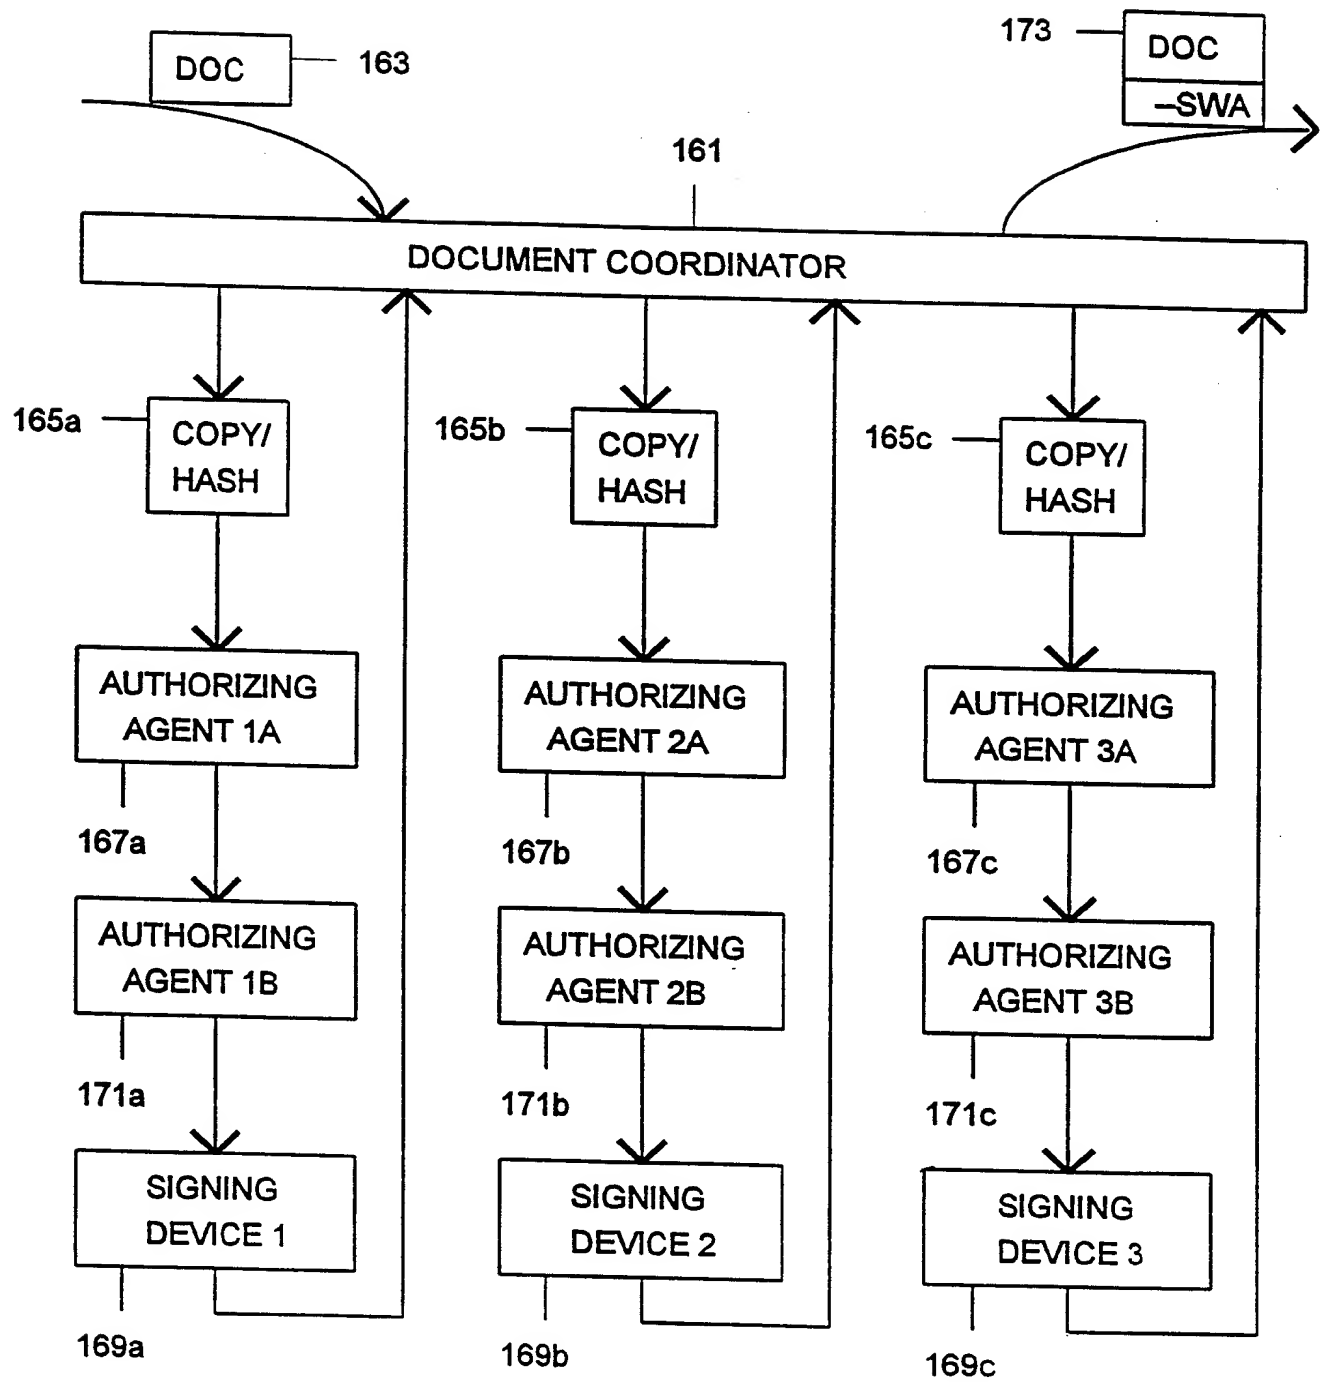 DOC
163
173
DOC
–SWA
161
DOCUMENT COORDINATOR
165a
COPY/
HASH
165b
COPY/
HASH
165c
COPY/
HASH
AUTHORIZING
AGENT 1A
167a
AUTHORIZING
AGENT 2A
167b
AUTHORIZING
AGENT 3A
167c
AUTHORIZING
AGENT 1B
171a
AUTHORIZING
AGENT 2B
171b
AUTHORIZING
AGENT 3B
171c
SIGNING
DEVICE 1
169a
SIGNING
DEVICE 2
169b
SIGNING
DEVICE 3
169c